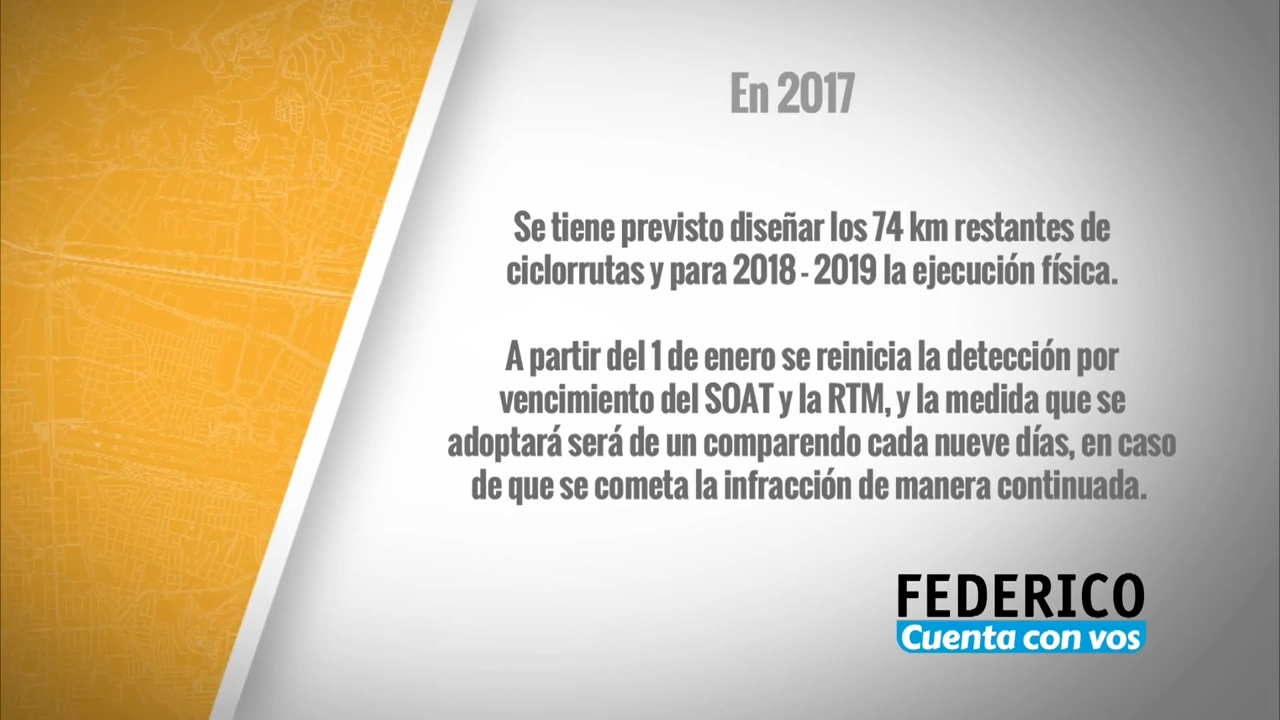 En 2017
Se tiene previsto diseñar los 74 km restantes de
ciclorrutas y para 2018 - 2019 la ejecución física.
A partir del 1 de enero se reinicia la detección por
vencimiento del SOAT y la RTM, y la medida que se
adoptará será de un comparendo cada nueve días, en caso
de que se cometa la infracción de manera continuada.
FEDERICO
Cuenta con vos